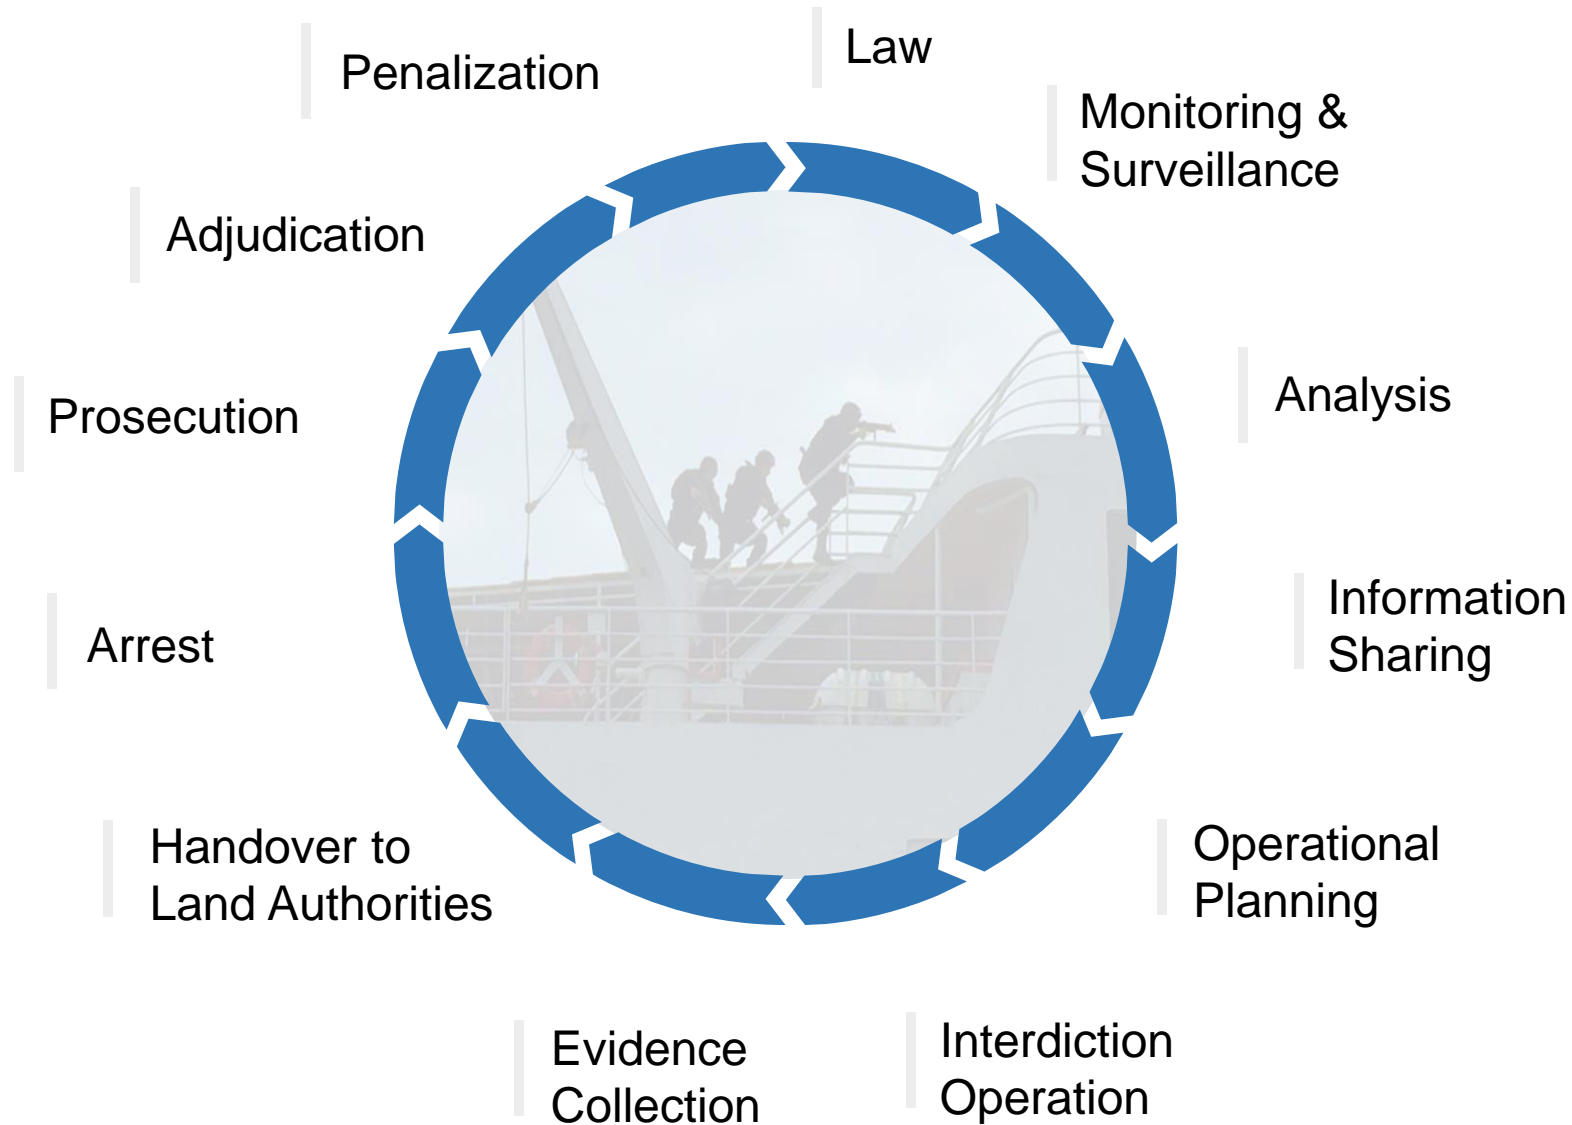 Law
Monitoring &
Surveillance
Analysis
Information
Sharing
Operational
Planning
Interdiction
Operation
Evidence
Collection
Handover to
Land Authorities
Arrest
Prosecution
Adjudication
Penalization